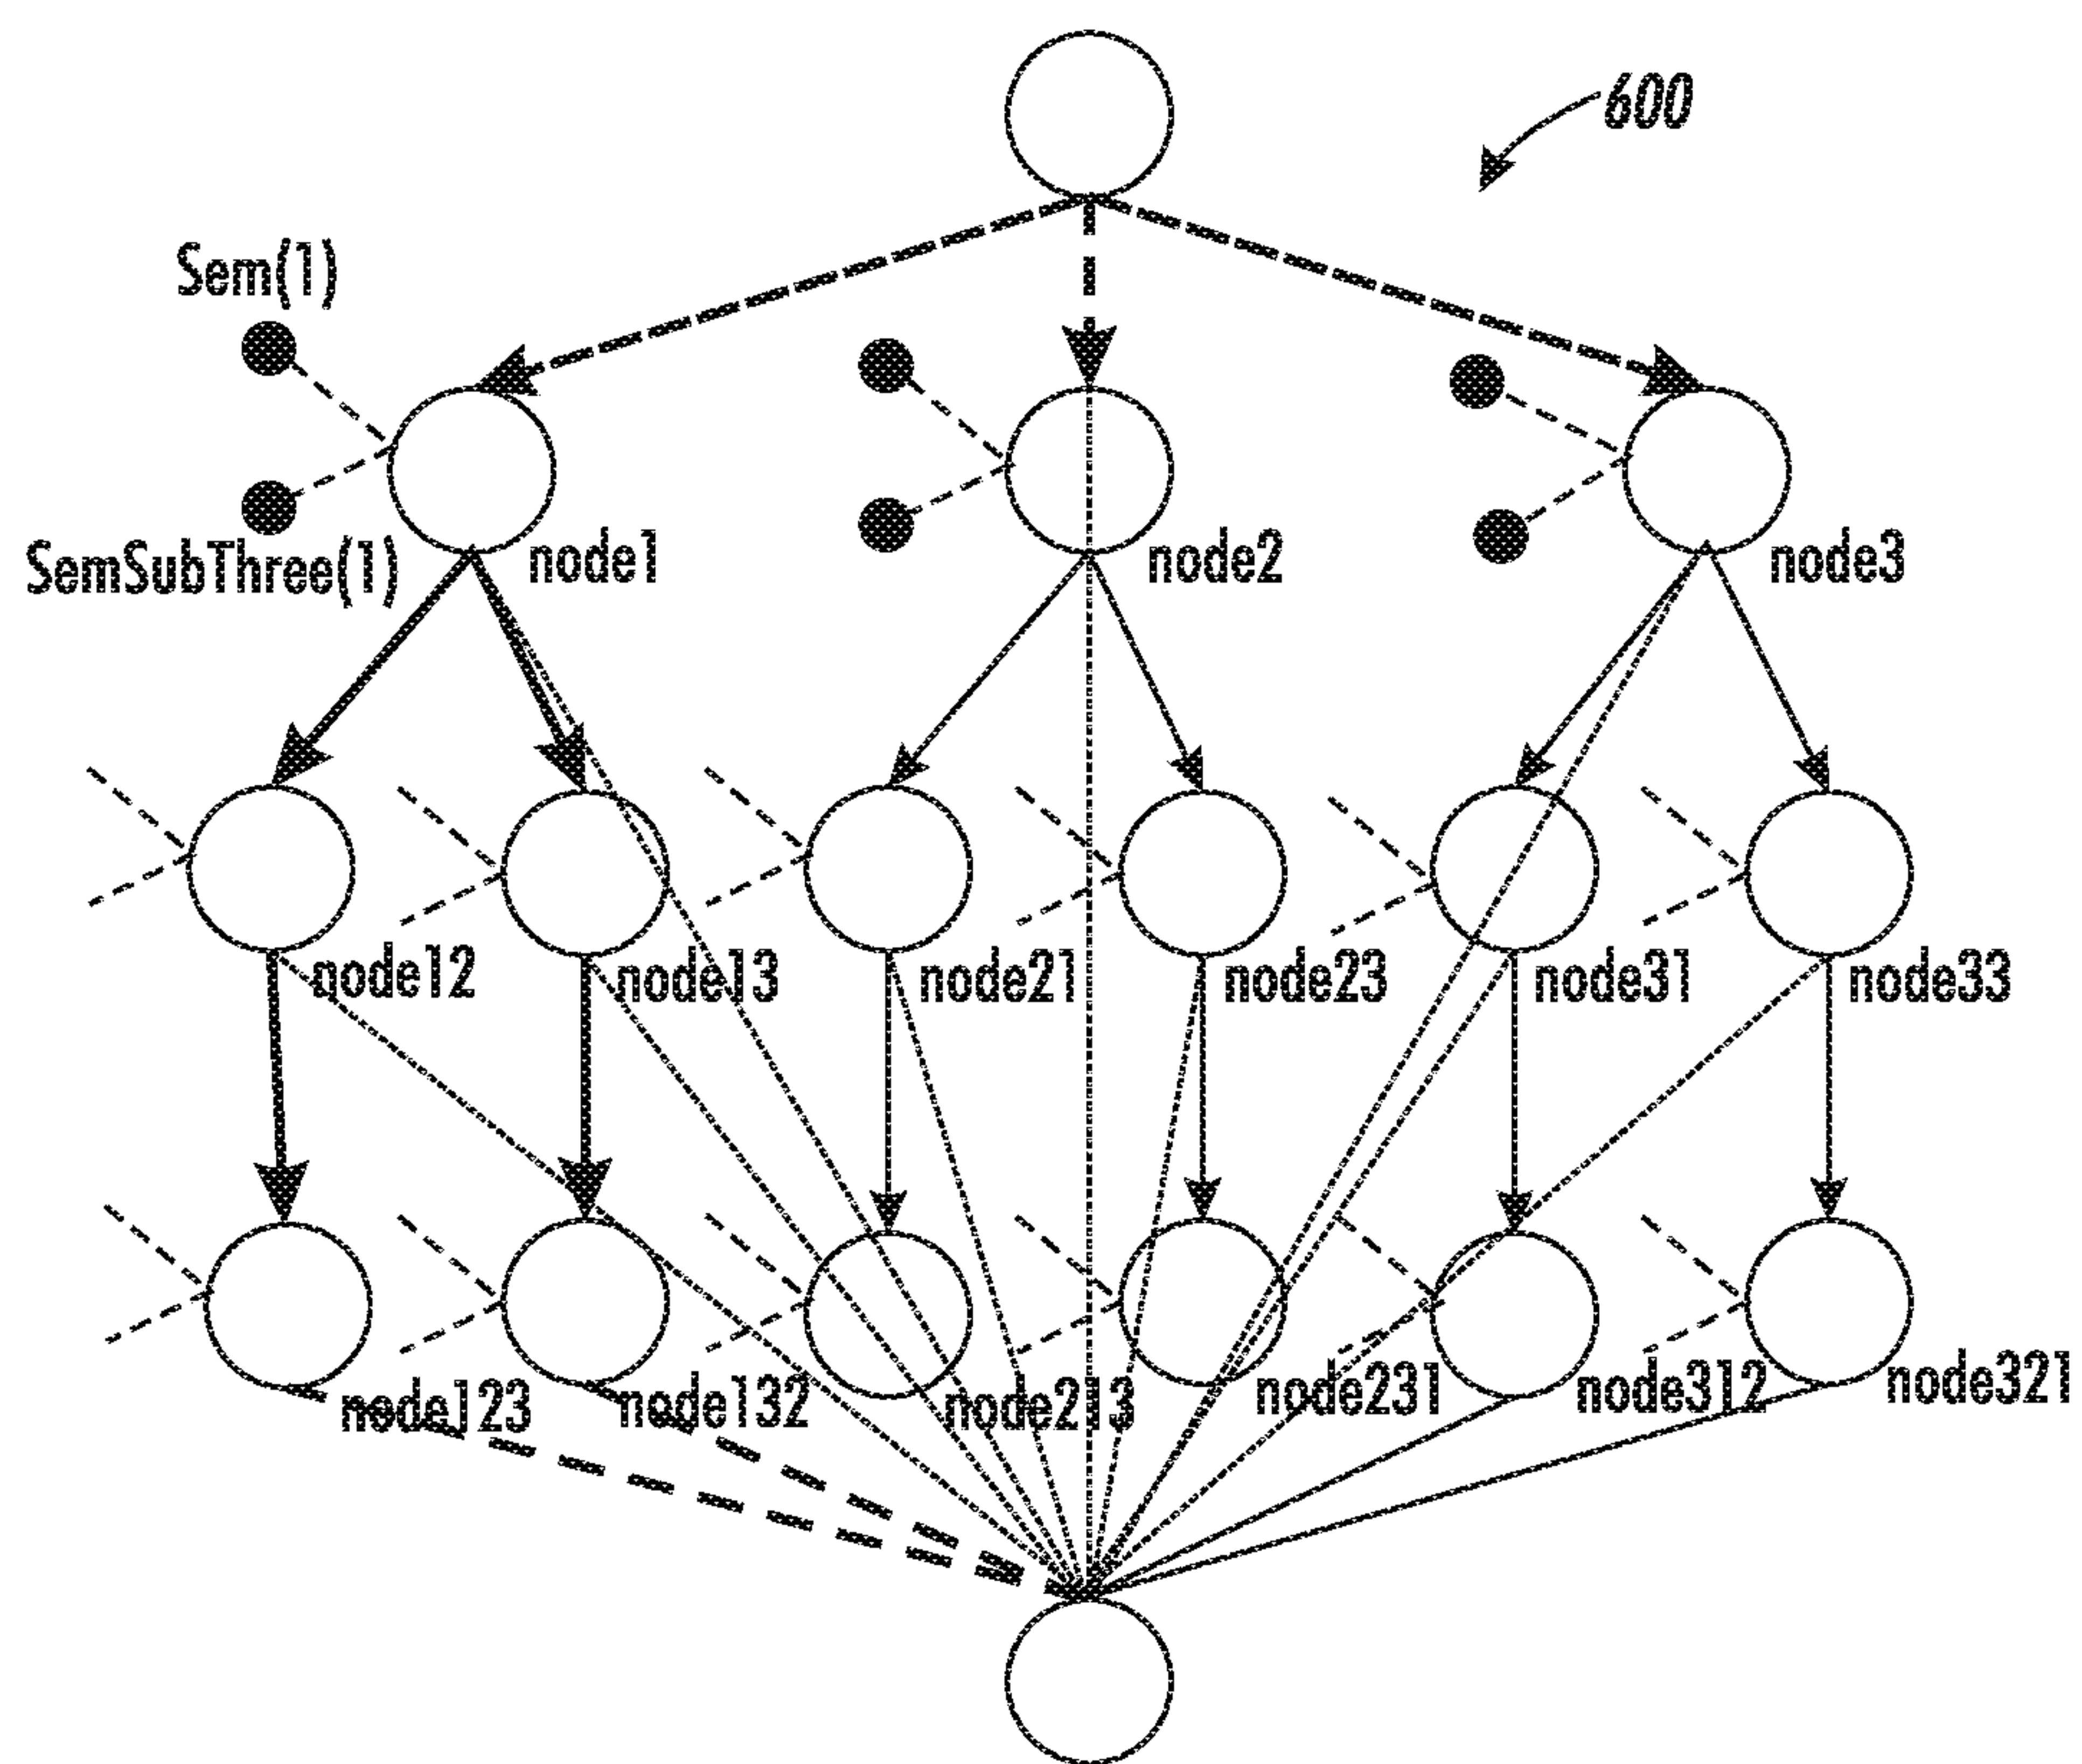 600
Sem(1)
SemSubThree(1)
node1
node2
node3
node12
node13
node21
node23
node31
node33
node123
node132
node213
node231
node312
node321